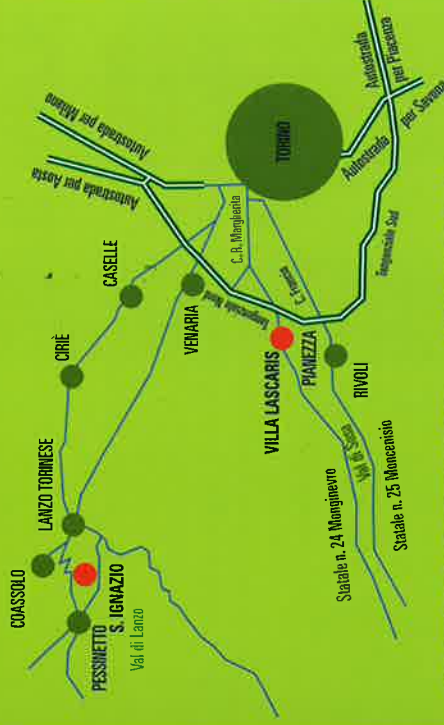 COASSOLO
LANZO TORINESE
CIRIÈ
CASELLE
Autostrada per Aosta
Autostrada per Milano
PESSINETTO
S. IGNAZIO
Val di Lanzo
VENARIA
Tangenziale Nord
C. R. Margherita
TORINO
VILLA LASCARIS
PIANEZZA
C. Francia
RIVOLI
Statale n. 24 Monginevro
Val di Susa
Statale n. 25 Moncenisio
Tangenziale Sud
Autostrada
per Savona
Autostrada
per Piacenza